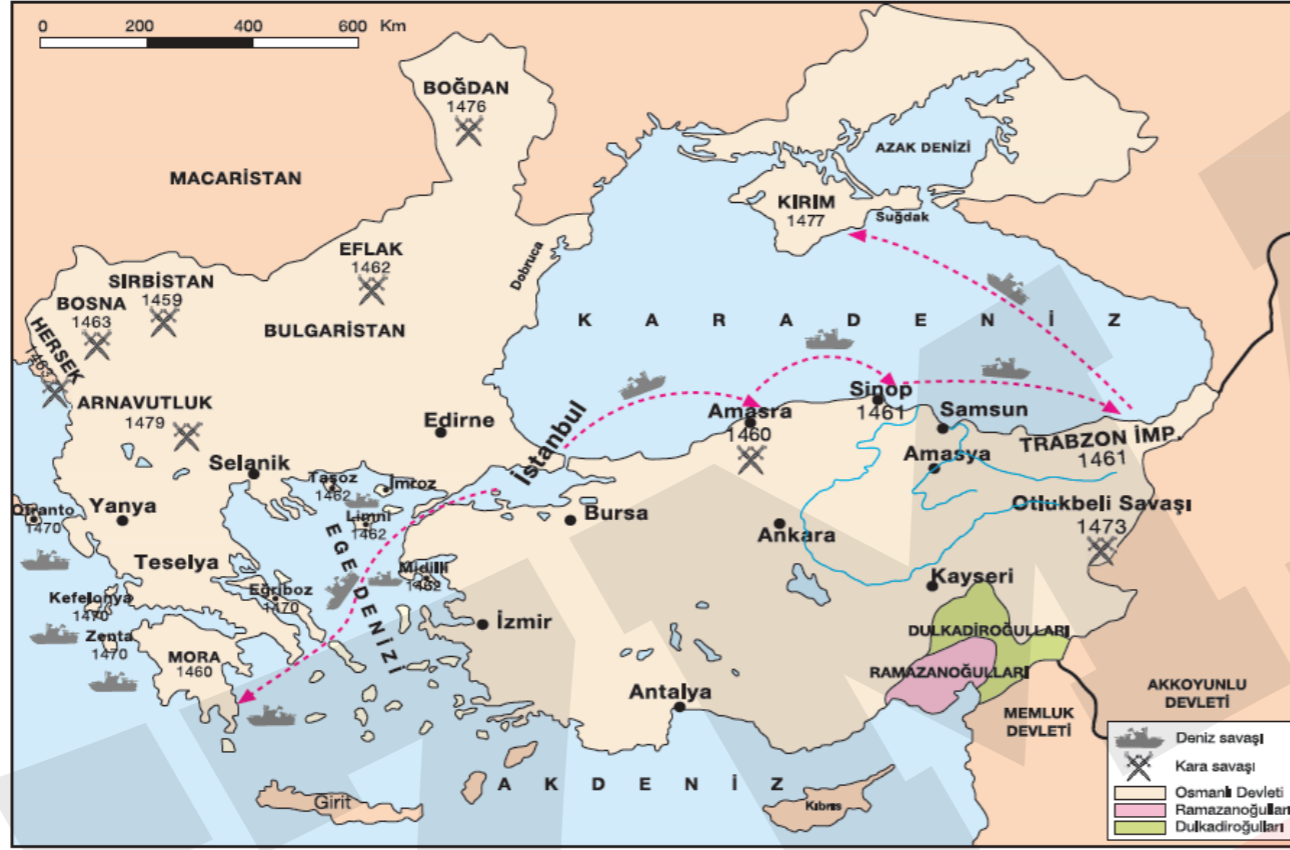 0 200 400 600 Km
BOĞDAN
1476
MACARİSTAN
AZAK DENİZİ
KIRIM
1477
Suğdak
EFLAK
1462
Dobruca
SIRBİSTAN
1459
BOSNA
1463
HERSEK
1463
BULGARİSTAN
KARADENİZ
ARNAVUTLUK
1479
Edirne
İstanbul
Amasra
1460
Sinop
1461
Samsun
TRABZON İMP.
1461
Amasya
Selanik
Taşoz
1462
İmroz
Limni
1462
Otranto
1470
Yanya
Bursa
Ankara
Otlukbeli Savaşı
1473
EGE DENİZİ
Teselya
Midilli
1462
Eğriboz
1470
Kefelonya
1470
Kayseri
İzmir
Zenta
1470
MORA
1460
DULKADİROĞULLARI
RAMAZANOĞULLARI
Antalya
AKKOYUNLU
DEVLETİ
MEMLUK
DEVLETİ
AKDENİZ
Girit
Kıbrıs
Deniz savaşı
Kara savaşı
Osmanlı Devleti
Ramazanoğulları
Dulkadiroğulları